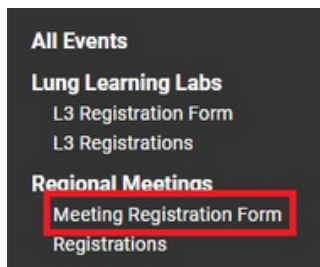 All Events
Lung Learning Labs
L3 Registration Form
L3 Registrations
Regional Meetings
Meeting Registration Form
Registrations